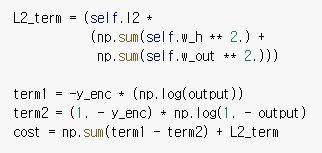 L2_term = (self.l2 *
(np.sum(self.w_h ** 2.) +
np.sum(self.w_out ** 2.)))
term1 = -y_enc * (np.log(output))
term2 = (1. - y_enc) * np.log(1. - output)
cost = np.sum(term1 - term2) + L2_term